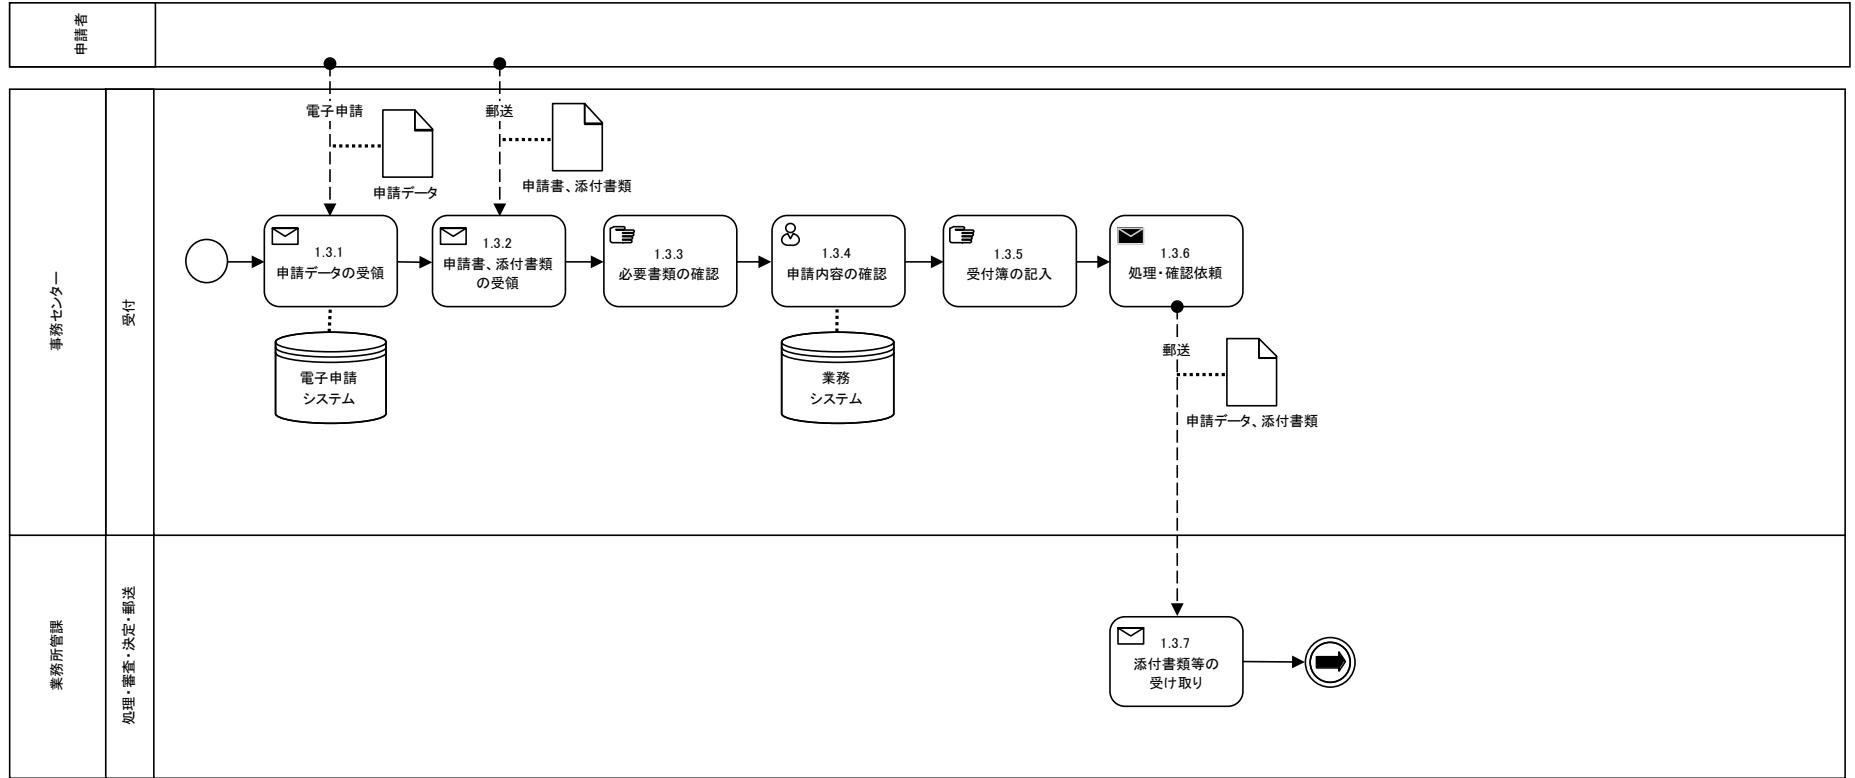 申請者
事務センター
受付
電子申請
申請データ
郵送
申請書、添付書類
1.3.1
申請データの受領
1.3.2
申請書、添付書類
の受領
1.3.3
必要書類の確認
1.3.4
申請内容の確認
1.3.5
受付簿の記入
1.3.6
処理・確認依頼
電子申請
システム
業務
システム
郵送
申請データ、添付書類
業務所管課
処理・審査・決定・郵送
1.3.7
添付書類等の
受け取り